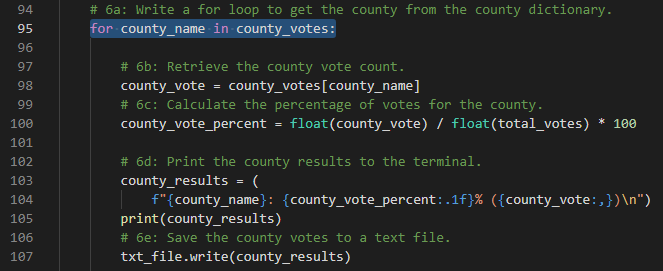 94 # 6a: Write a for loop to get the county from the county dictionary.
95 for county_name in county_votes:
96
97 # 6b: Retrieve the county vote count.
98 county_vote = county_votes[county_name]
99 # 6c: Calculate the percentage of votes for the county.
100 county_vote_percent = float(county_vote) / float(total_votes) * 100
101
102 # 6d: Print the county results to the terminal.
103 county_results = (
104 f"{county_name}: {county_vote_percent:.1f}% ({county_vote:,})\n")
105 print(county_results)
106 # 6e: Save the county votes to a text file.
107 txt_file.write(county_results)